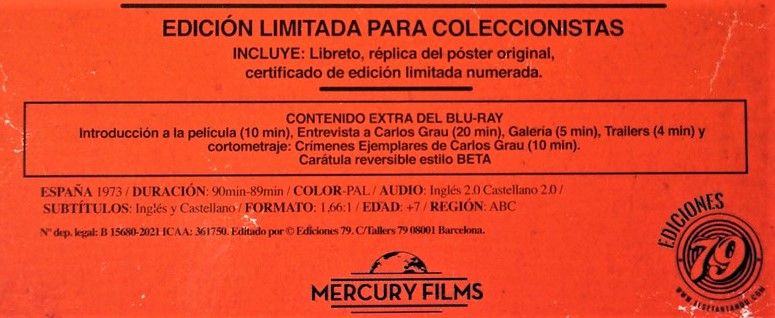 EDICIÓN LIMITADA PARA COLECCIONISTAS
INCLUYE: Libreto, réplica del póster original,
certificado de edición limitada numerada.
CONTENIDO EXTRA DEL BLU-RAY
Introducción a la película (10 min), Entrevista a Carlos Grau (20 min), Galería (5 min), Trailers (4 min) y
cortometraje: Crímenes Ejemplares de Carlos Grau (10 min).
Carátula reversible estilo BETA
ESPAÑA 1973 / DURACIÓN: 90min-89min / COLOR-PAL / AUDIO: Inglés 2.0 Castellano 2.0 /
SUBTÍTULOS: Inglés y Castellano / FORMATO: 1.66:1 / EDAD: +7 / REGIÓN: ABC
Nº dep. legal: B 15680-2021 ICAA: 361750. Editado por © Ediciones 79. C/Tallers 79 08001 Barcelona.
EDICIONES
79
WWW.ELSETANTANOU.COM
MERCURY FILMS